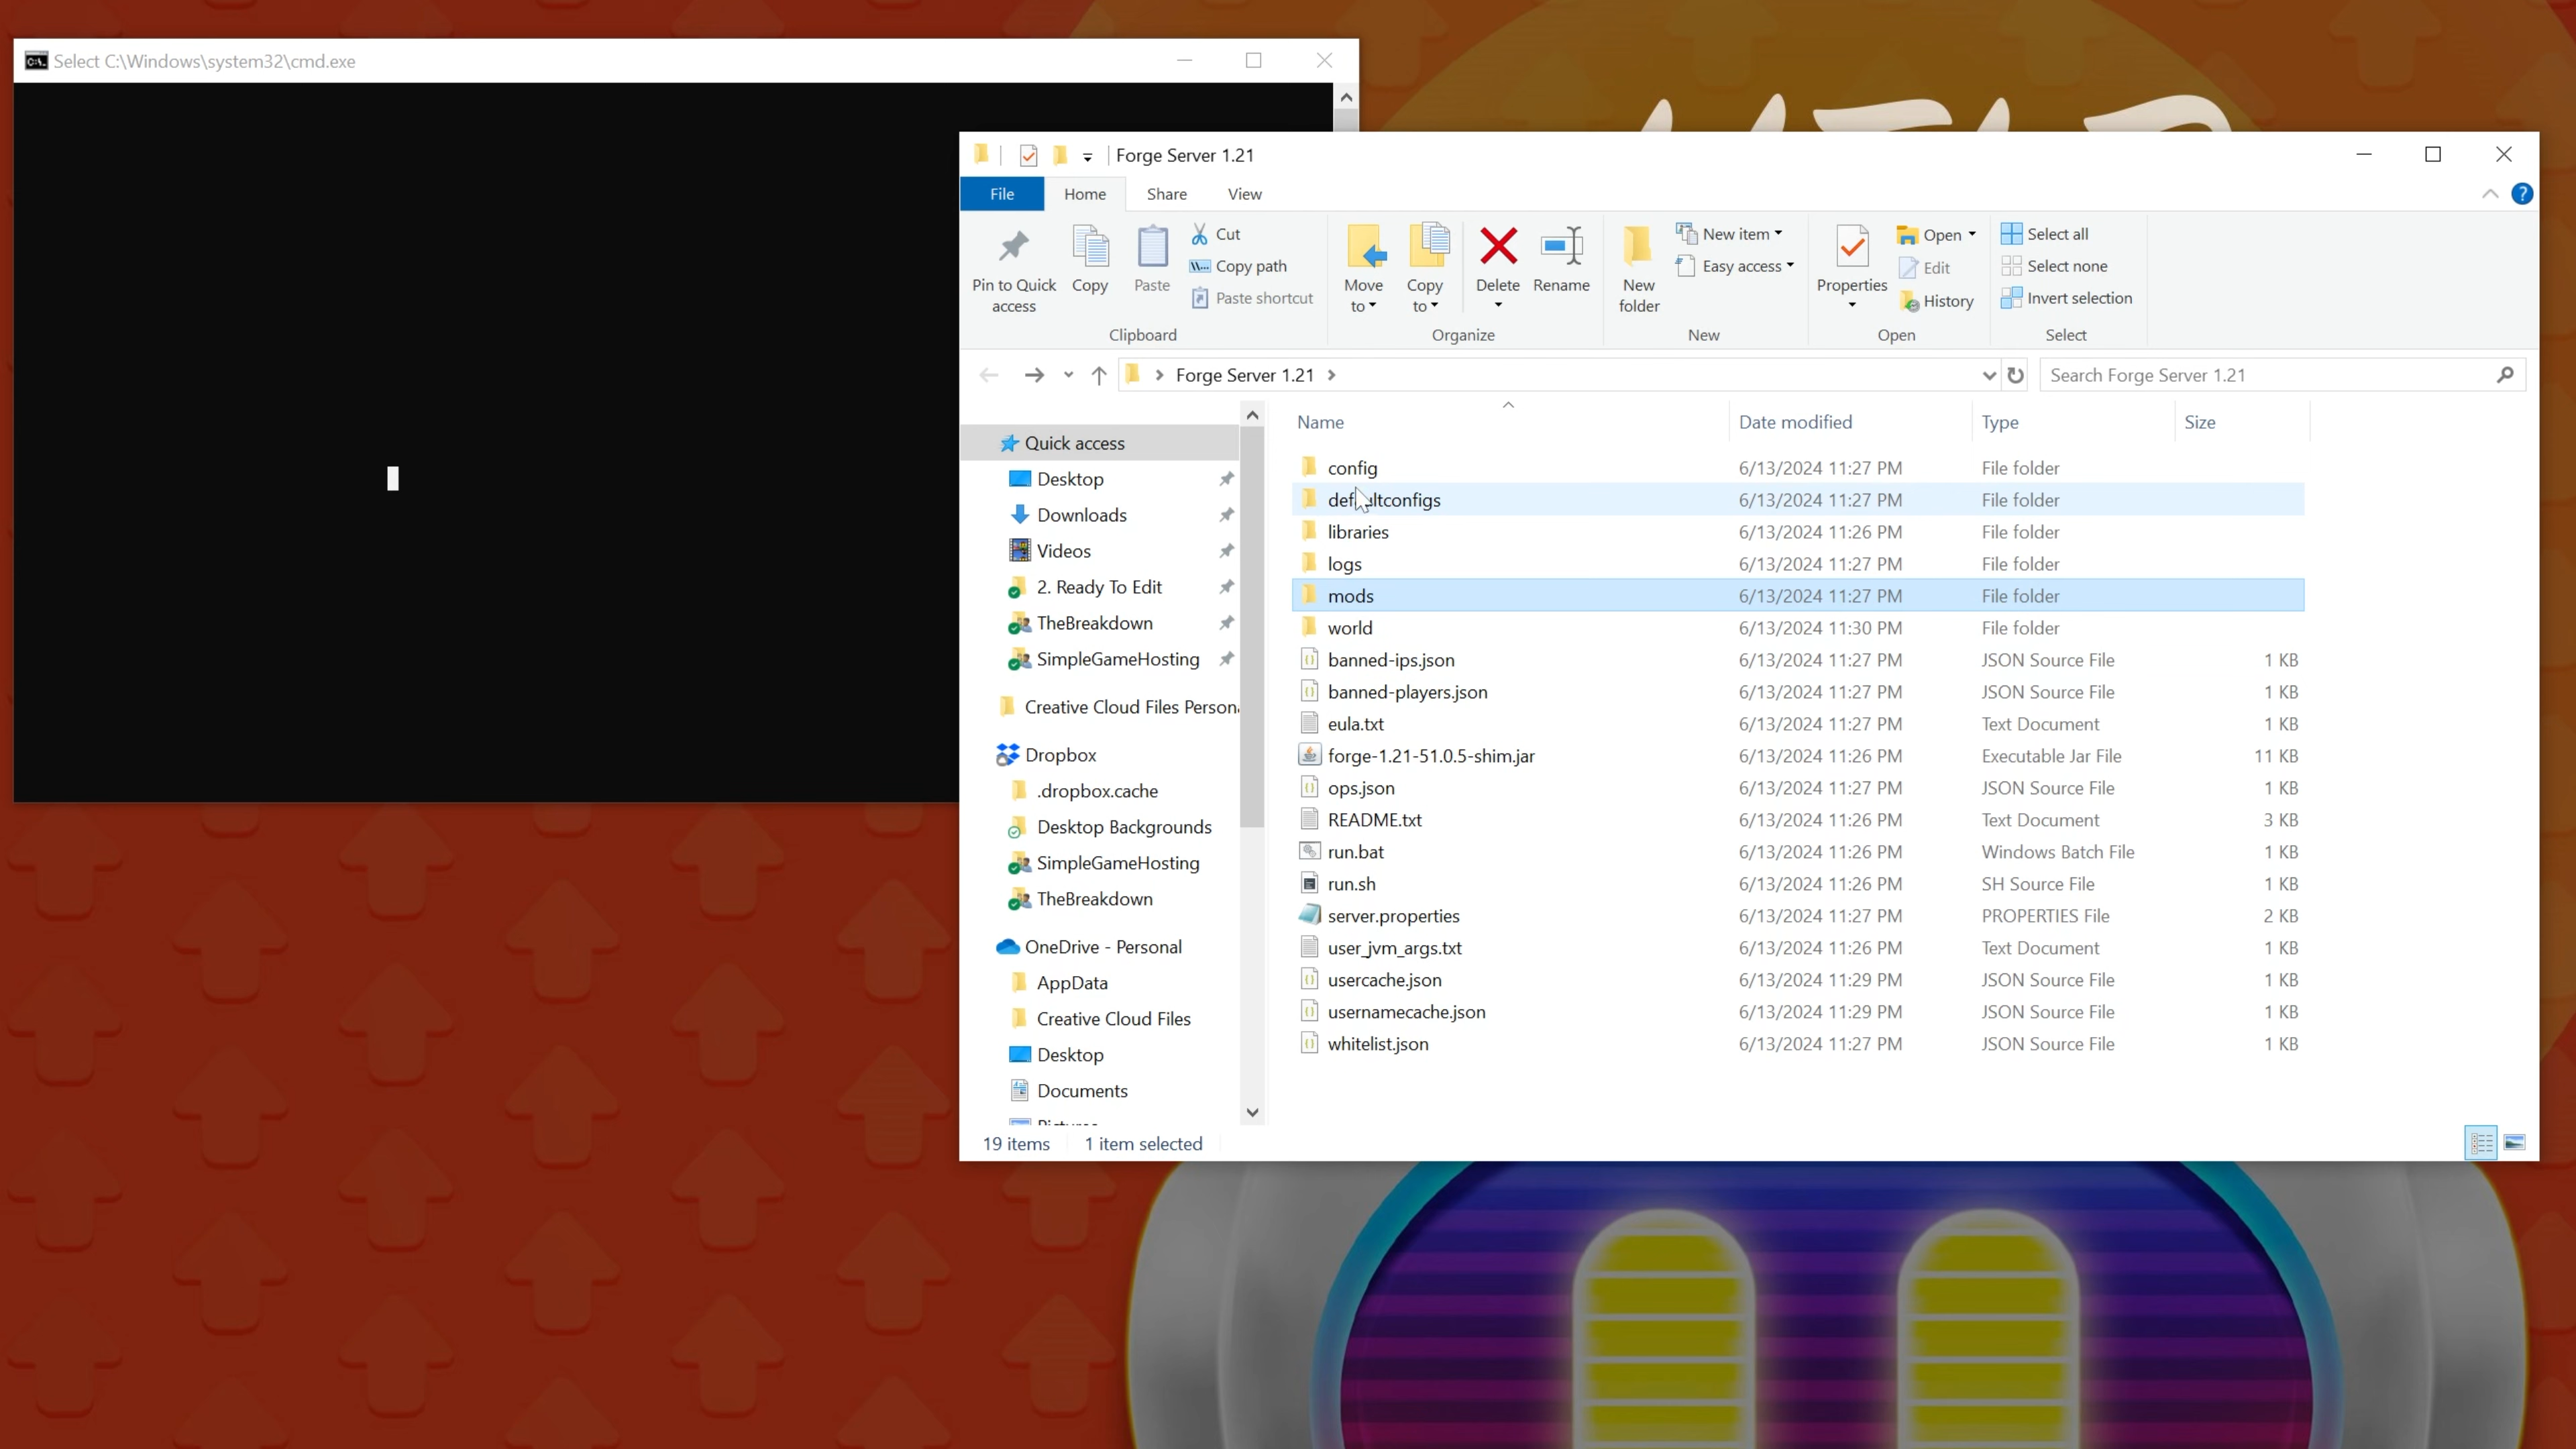 Select C:\Windows\system32\cmd.exe
Forge Server 1.21
File Home Share View
Pin to Quick access
Copy
Paste
Cut
Copy path
Paste shortcut
Clipboard
Move to
Copy to
Delete
Rename
Organize
New folder
New item
Easy access
New
Properties
Open
Edit
History
Open
Select all
Select none
Invert selection
Select
Forge Server 1.21
Search Forge Server 1.21
Quick access
Desktop
Downloads
Videos
2. Ready To Edit
TheBreakdown
SimpleGameHosting
Creative Cloud Files Persona
Dropbox
.dropbox.cache
Desktop Backgrounds
SimpleGameHosting
TheBreakdown
OneDrive - Personal
AppData
Creative Cloud Files
Desktop
Documents
Name Date modified Type Size
config 6/13/2024 11:27 PM File folder
defaultconfigs 6/13/2024 11:27 PM File folder
libraries 6/13/2024 11:26 PM File folder
logs 6/13/2024 11:27 PM File folder
mods 6/13/2024 11:27 PM File folder
world 6/13/2024 11:30 PM File folder
banned-ips.json 6/13/2024 11:27 PM JSON Source File 1 KB
banned-players.json 6/13/2024 11:27 PM JSON Source File 1 KB
eula.txt 6/13/2024 11:27 PM Text Document 1 KB
forge-1.21-51.0.5-shim.jar 6/13/2024 11:26 PM Executable Jar File 11 KB
ops.json 6/13/2024 11:27 PM JSON Source File 1 KB
README.txt 6/13/2024 11:26 PM Text Document 3 KB
run.bat 6/13/2024 11:26 PM Windows Batch File 1 KB
run.sh 6/13/2024 11:26 PM SH Source File 1 KB
server.properties 6/13/2024 11:27 PM PROPERTIES File 2 KB
user_jvm_args.txt 6/13/2024 11:26 PM Text Document 1 KB
usercache.json 6/13/2024 11:29 PM JSON Source File 1 KB
usernamecache.json 6/13/2024 11:29 PM JSON Source File 1 KB
whitelist.json 6/13/2024 11:27 PM JSON Source File 1 KB
19 items 1 item selected